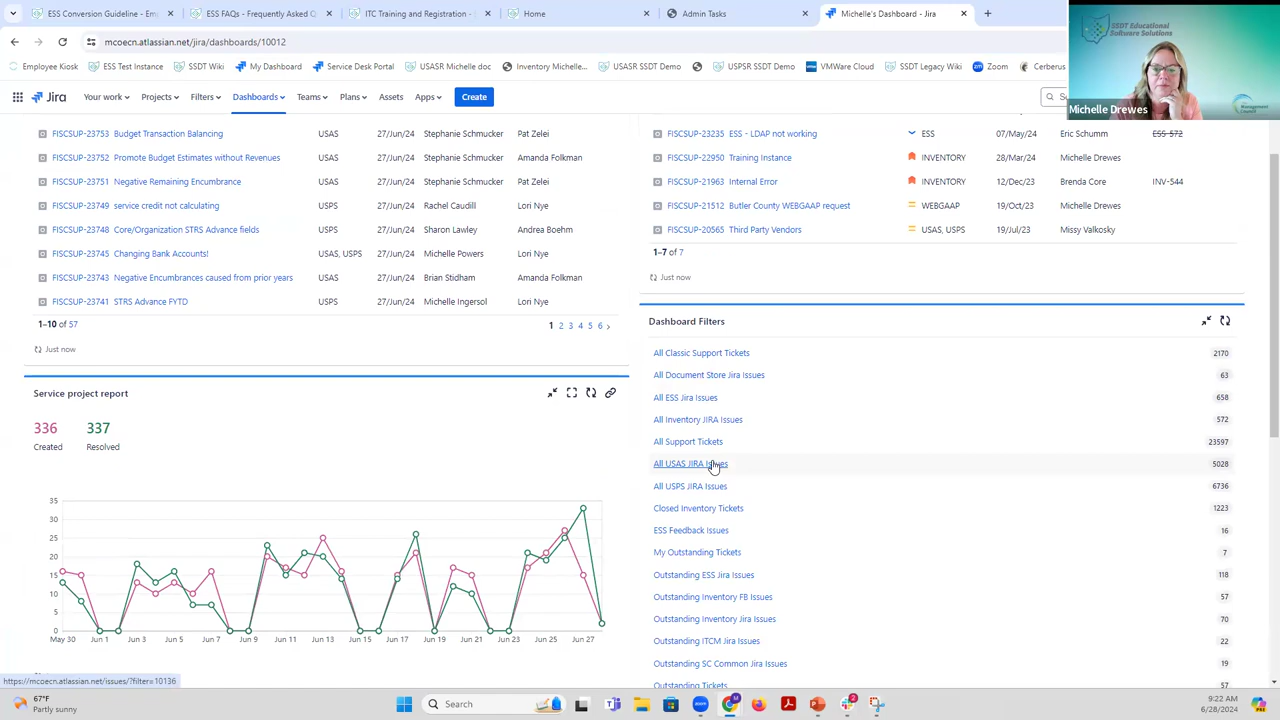 ESS Conversion Guideline - Em
ESS FAQs - Frequently Asked Q
ITC Training and Registration -
Home
Admin Tasks
Michelle's Dashboard - Jira
mcoecn.atlassian.net/jira/dashboards/10012
Employee Kiosk ESS Test Instance SSDT Wiki My Dashboard Service Desk Portal USASR Michelle doc Inventory Michelle... USASR SSDT Demo USPSR SSDT Demo VMWare Cloud SSDT Legacy Wiki Zoom Cerberus
SSDT Educational
Software Solutions
Management
Council
Michelle Drewes
Jira Your work Projects Filters Dashboards Teams Plans Assets Apps Create
FISCSUP-23753 Budget Transaction Balancing USAS 27/Jun/24 Stephanie Schmucker Pat Zelei
FISCSUP-23752 Promote Budget Estimates without Revenues USAS 27/Jun/24 Stephanie Schmucker Amanda Folkman
FISCSUP-23751 Negative Remaining Encumbrance USAS 27/Jun/24 Stephanie Schmucker Pat Zelei
FISCSUP-23749 service credit not calculating USPS 27/Jun/24 Rachel Caudill Lori Nye
FISCSUP-23748 Core/Organization STRS Advance fields USPS 27/Jun/24 Sharon Lawley Andrea Boehm
FISCSUP-23745 Changing Bank Accounts! USAS, USPS 27/Jun/24 Michelle Powers Lori Nye
FISCSUP-23743 Negative Encumbrances caused from prior years USAS 27/Jun/24 Brian Stidham Amanda Folkman
FISCSUP-23741 STRS Advance FYTD USPS 27/Jun/24 Michelle Ingersol Lori Nye
1–10 of 57 1 2 3 4 5 6 ›
Just now
FISCSUP-23235 ESS - LDAP not working ESS 07/May/24 Eric Schumm ESS-572
FISCSUP-22950 Training Instance INVENTORY 28/Mar/24 Michelle Drewes
FISCSUP-21963 Internal Error INVENTORY 12/Dec/23 Brenda Core INV-544
FISCSUP-21512 Butler County WEBGAAP request WEBGAAP 19/Oct/23 Michelle Drewes
FISCSUP-20565 Third Party Vendors USAS, USPS 19/Jul/23 Missy Valkosky
1–7 of 7
Just now
Service project report
336 337
Created Resolved
35
30
25
20
15
10
5
0
May 30 Jun 1 Jun 3 Jun 5 Jun 7 Jun 9 Jun 11 Jun 13 Jun 15 Jun 17 Jun 19 Jun 21 Jun 23 Jun 25 Jun 27
Dashboard Filters
All Classic Support Tickets 2170
All Document Store Jira Issues 63
All ESS Jira Issues 658
All Inventory JIRA Issues 572
All Support Tickets 23597
All USAS JIRA Issues 5028
All USPS JIRA Issues 6736
Closed Inventory Tickets 1223
ESS Feedback Issues 16
My Outstanding Tickets 7
Outstanding ESS Jira Issues 118
Outstanding Inventory FB Issues 57
Outstanding Inventory Jira Issues 70
Outstanding ITCM Jira Issues 22
Outstanding SC Common Jira Issues 19
Outstanding Tickets 57
https://mcoecn.atlassian.net/issues/?filter=10136
67°F
Partly sunny
Search
9:22 AM
6/28/2024